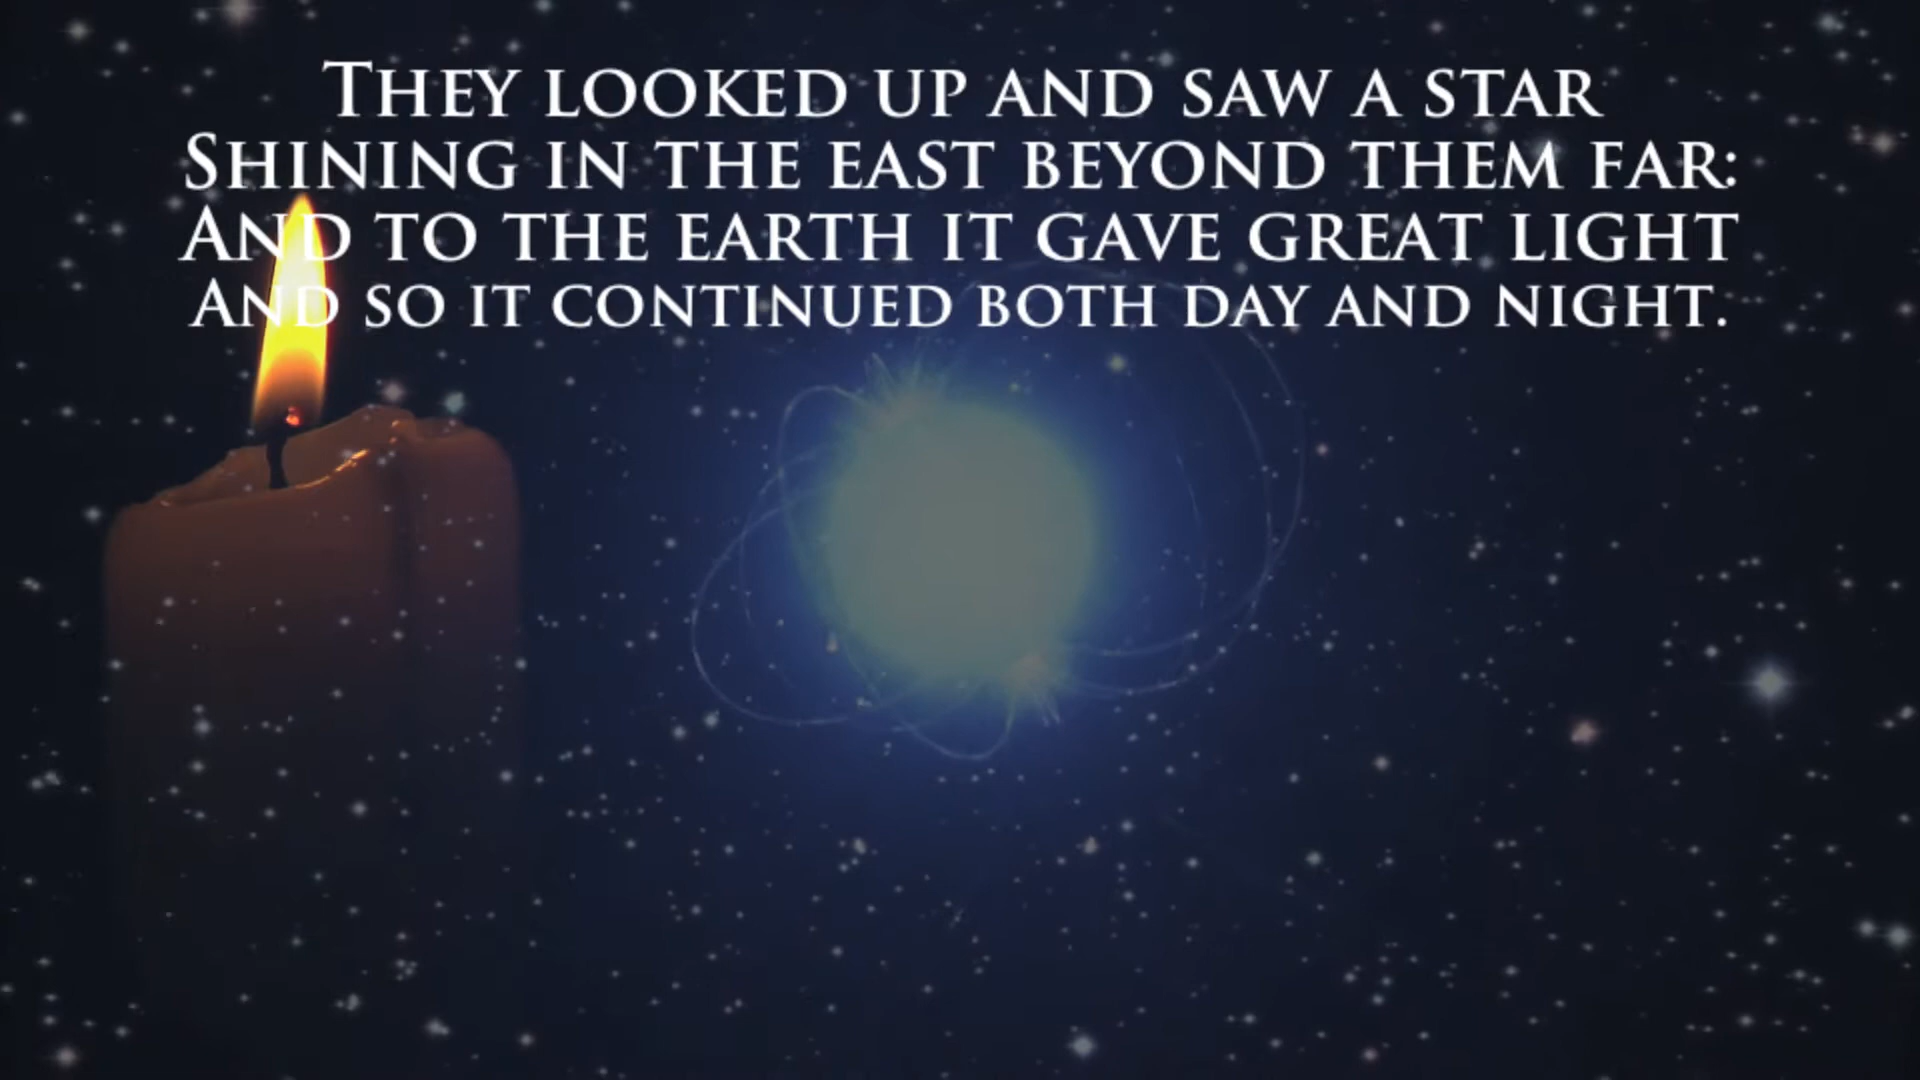 They looked up and saw a star
Shining in the east beyond them far:
And to the earth it gave great light
And so it continued both day and night.